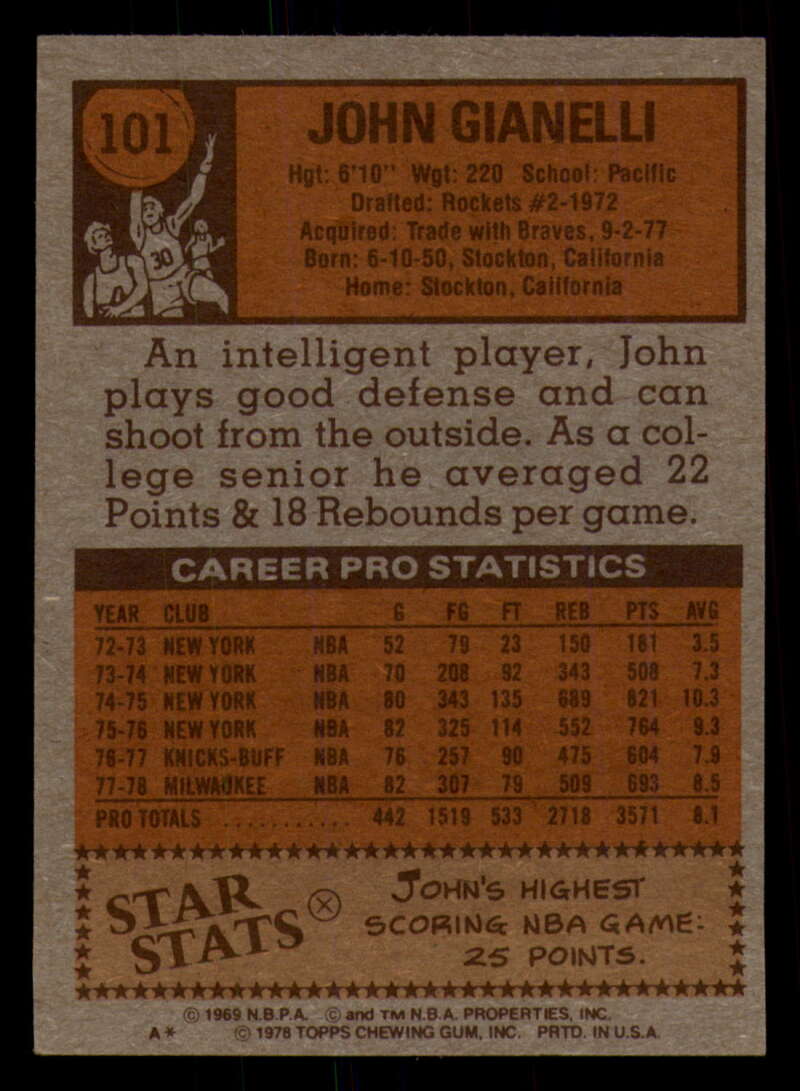 101
JOHN GIANELLI
Hgt: 6'10" Wgt: 220 School: Pacific
Drafted: Rockets #2-1972
Acquired: Trade with Braves, 9-2-77
Born: 6-10-50, Stockton, California
Home: Stockton, California
30
An intelligent player, John
plays good defense and can
shoot from the outside. As a col-
lege senior he averaged 22
Points & 18 Rebounds per game.
CAREER PRO STATISTICS
YEAR CLUB G FG FT REB PTS AVG
72-73 NEW YORK NBA 52 79 23 150 181 3.5
73-74 NEW YORK NBA 70 208 92 343 508 7.3
74-75 NEW YORK NBA 80 343 135 689 821 10.3
75-76 NEW YORK NBA 82 325 114 552 764 9.3
76-77 KNICKS-BUFF NBA 76 257 90 475 604 7.9
77-78 MILWAUKEE NBA 82 307 79 509 693 8.5
PRO TOTALS ........... 442 1519 533 2718 3571 8.1
STAR
STATS
JOHN'S HIGHEST
SCORING NBA GAME:
25 POINTS.
© 1969 N.B.P.A. © and TM N.B.A. PROPERTIES, INC.
A* © 1978 TOPPS CHEWING GUM, INC. PRTD. IN U.S.A.